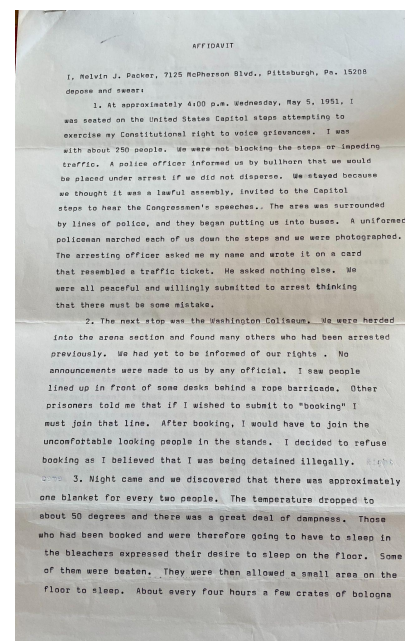 AFFIDAVIT
I, Melvin J. Packer, 7125 McPherson Blvd., Pittsburgh, Pa. 15208
depose and swear:
1. At approximately 4:00 p.m. Wednesday, May 5, 1951, I
was seated on the United States Capitol steps attempting to
exercise my Constitutional right to voice grievances. I was
with about 250 people. We were not blocking the steps or impeding
traffic. A police officer informed us by bullhorn that we would
be placed under arrest if we did not disperse. We stayed because
we thought it was a lawful assembly, invited to the Capitol
steps to hear the Congressmen's speeches.. The area was surrounded
by lines of police, and they began putting us into buses. A uniformed
policeman marched each of us down the steps and we were photographed.
The arresting officer asked me my name and wrote it on a card
that resembled a traffic ticket. He asked nothing else. We
were all peaceful and willingly submitted to arrest thinking
that there must be some mistake.
2. The next stop was the Washington Coliseum. We were herded
into the arena section and found many others who had been arrested
previously. We had yet to be informed of our rights . No
announcements were made to us by any official. I saw people
lined up in front of some desks behind a rope barricade. Other
prisoners told me that if I wished to submit to "booking" I
must join that line. After booking, I would have to join the
uncomfortable looking people in the stands. I decided to refuse
booking as I believed that I was being detained illegally.
3. Night came and we discovered that there was approximately
one blanket for every two people. The temperature dropped to
about 50 degrees and there was a great deal of dampness. Those
who had been booked and were therefore going to have to sleep in
the bleachers expressed their desire to sleep on the floor. Some
of them were beaten. They were then allowed a small area on the
floor to sleep. About every four hours a few crates of bologna